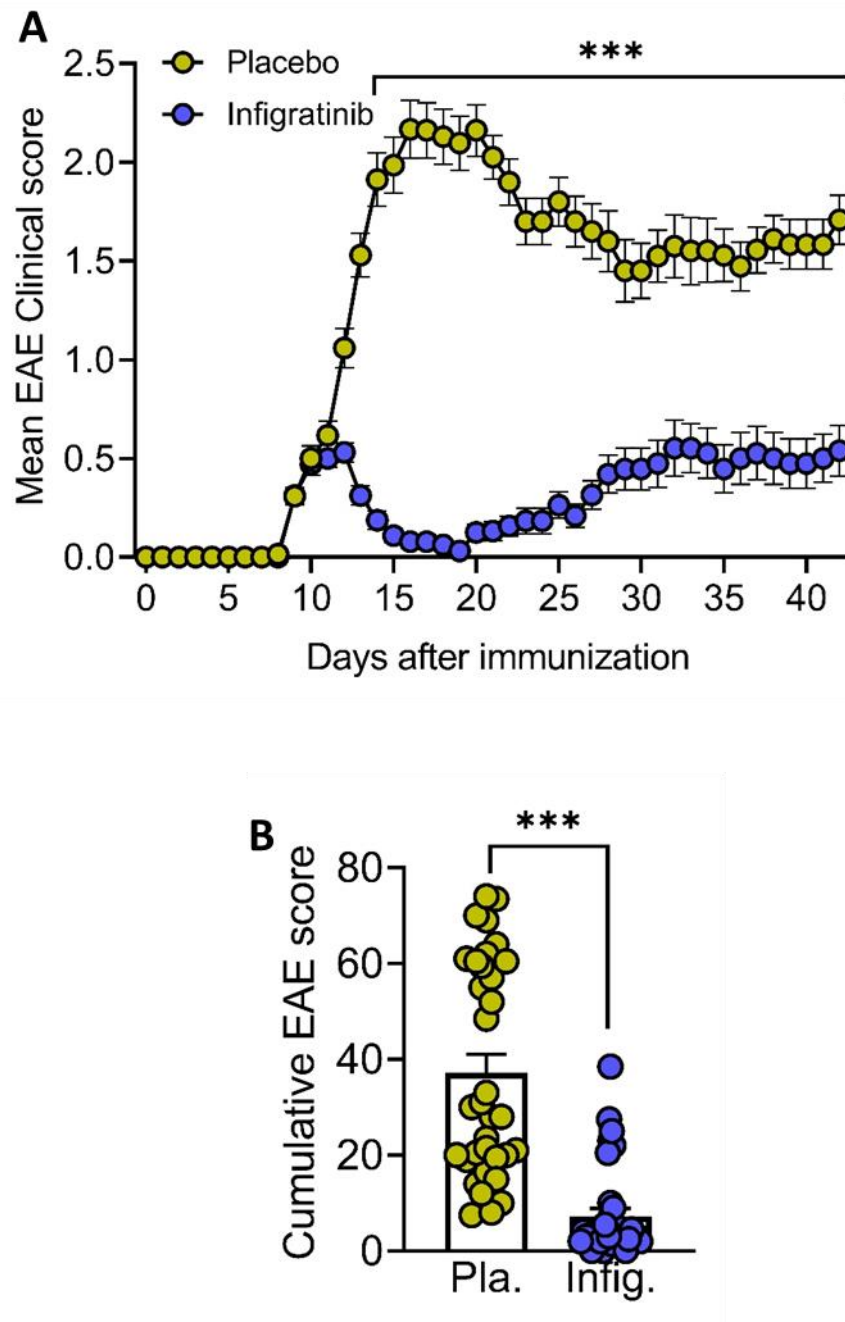 A
***
2.5
Placebo
Infigratinib
2.0
1.5
1.0
0.5
0.0
Mean EAE Clinical score
0 5 10 15 20 25 30 35 40
Days after immunization
B
***
80
60
40
20
0
Cumulative EAE score
Pla. Infig.